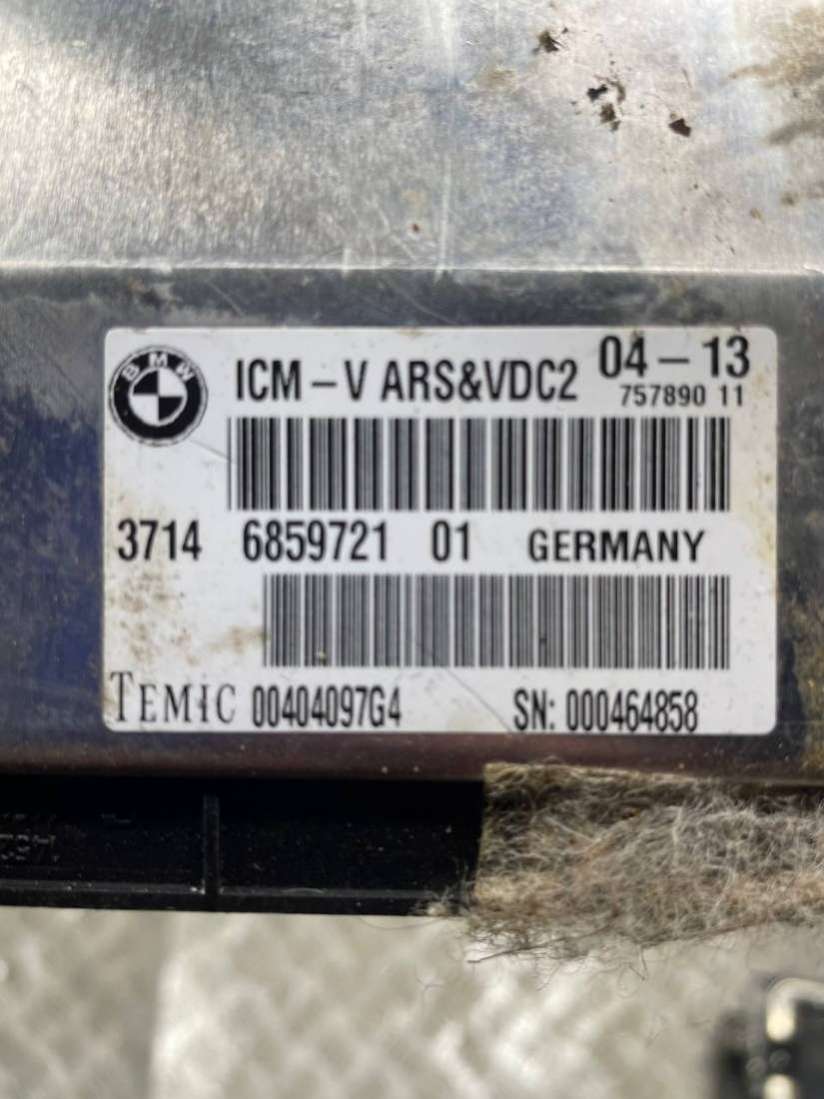 BMW
ICM – V ARS&VDC2
04 – 13
757890 11
3714 6859721 01 GERMANY
TEMIC 00404097G4 SN: 000464858